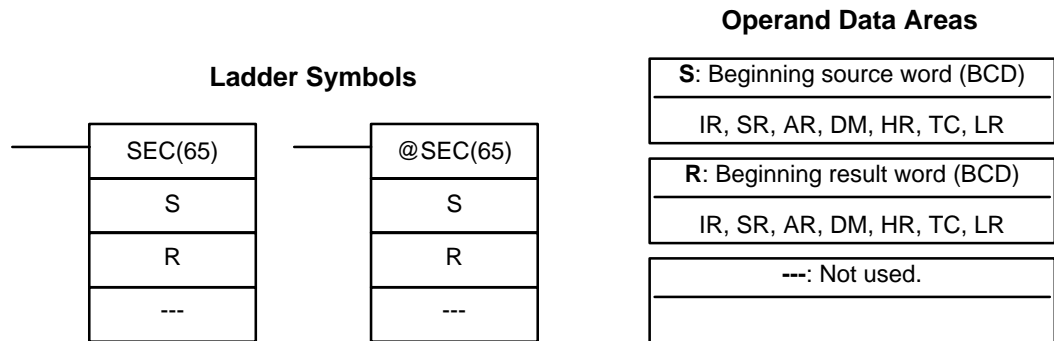 Operand Data Areas
Ladder Symbols
SEC(65)
S
R
---
@SEC(65)
S
R
---
S: Beginning source word (BCD)
IR, SR, AR, DM, HR, TC, LR
R: Beginning result word (BCD)
IR, SR, AR, DM, HR, TC, LR
---: Not used.